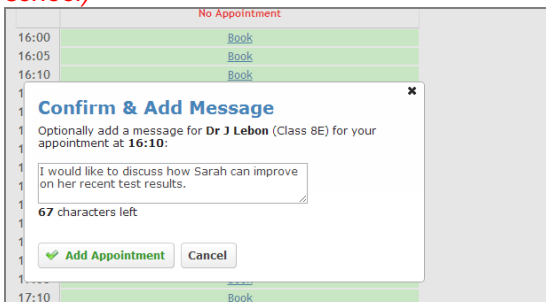 No Appointment
16:00 Book
16:05 Book
16:10 Book
Confirm & Add Message
Optionally add a message for Dr J Lebon (Class 8E) for your
appointment at 16:10:
I would like to discuss how Sarah can improve
on her recent test results.
67 characters left
Add Appointment Cancel
17:10 Book